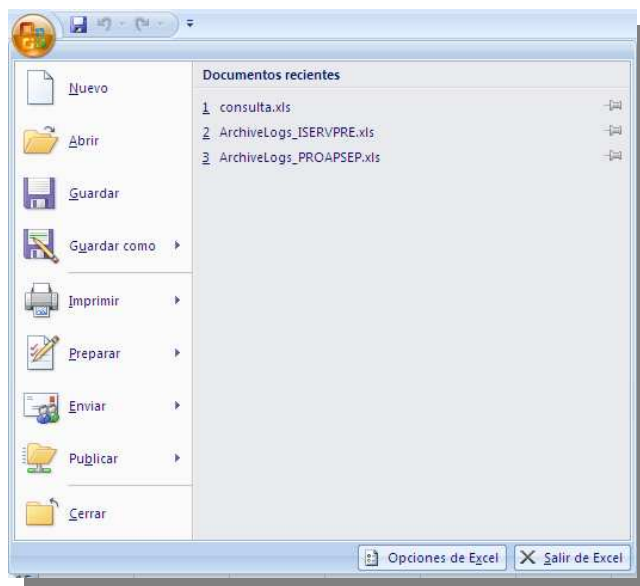 Nuevo
Abrir
Guardar
Guardar como
Imprimir
Preparar
Enviar
Publicar
Cerrar
Documentos recientes
1 consulta.xls
2 ArchiveLogs_ISERVPRE.xls
3 ArchiveLogs_PROAPSEP.xls
Opciones de Excel
Salir de Excel